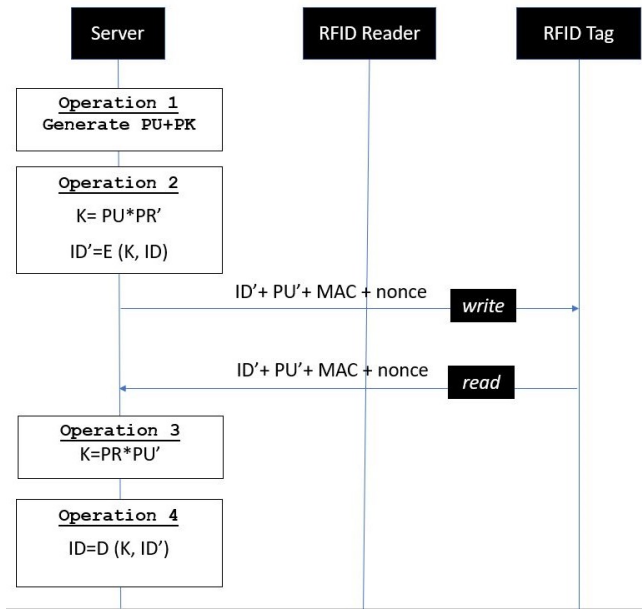 Server
RFID Reader
RFID Tag
Operation 1
Generate PU+PK
Operation 2
K= PU*PR’
ID’=E (K, ID)
ID’+ PU’+ MAC + nonce
write
ID’+ PU’+ MAC + nonce
read
Operation 3
K=PR*PU’
Operation 4
ID=D (K, ID’)